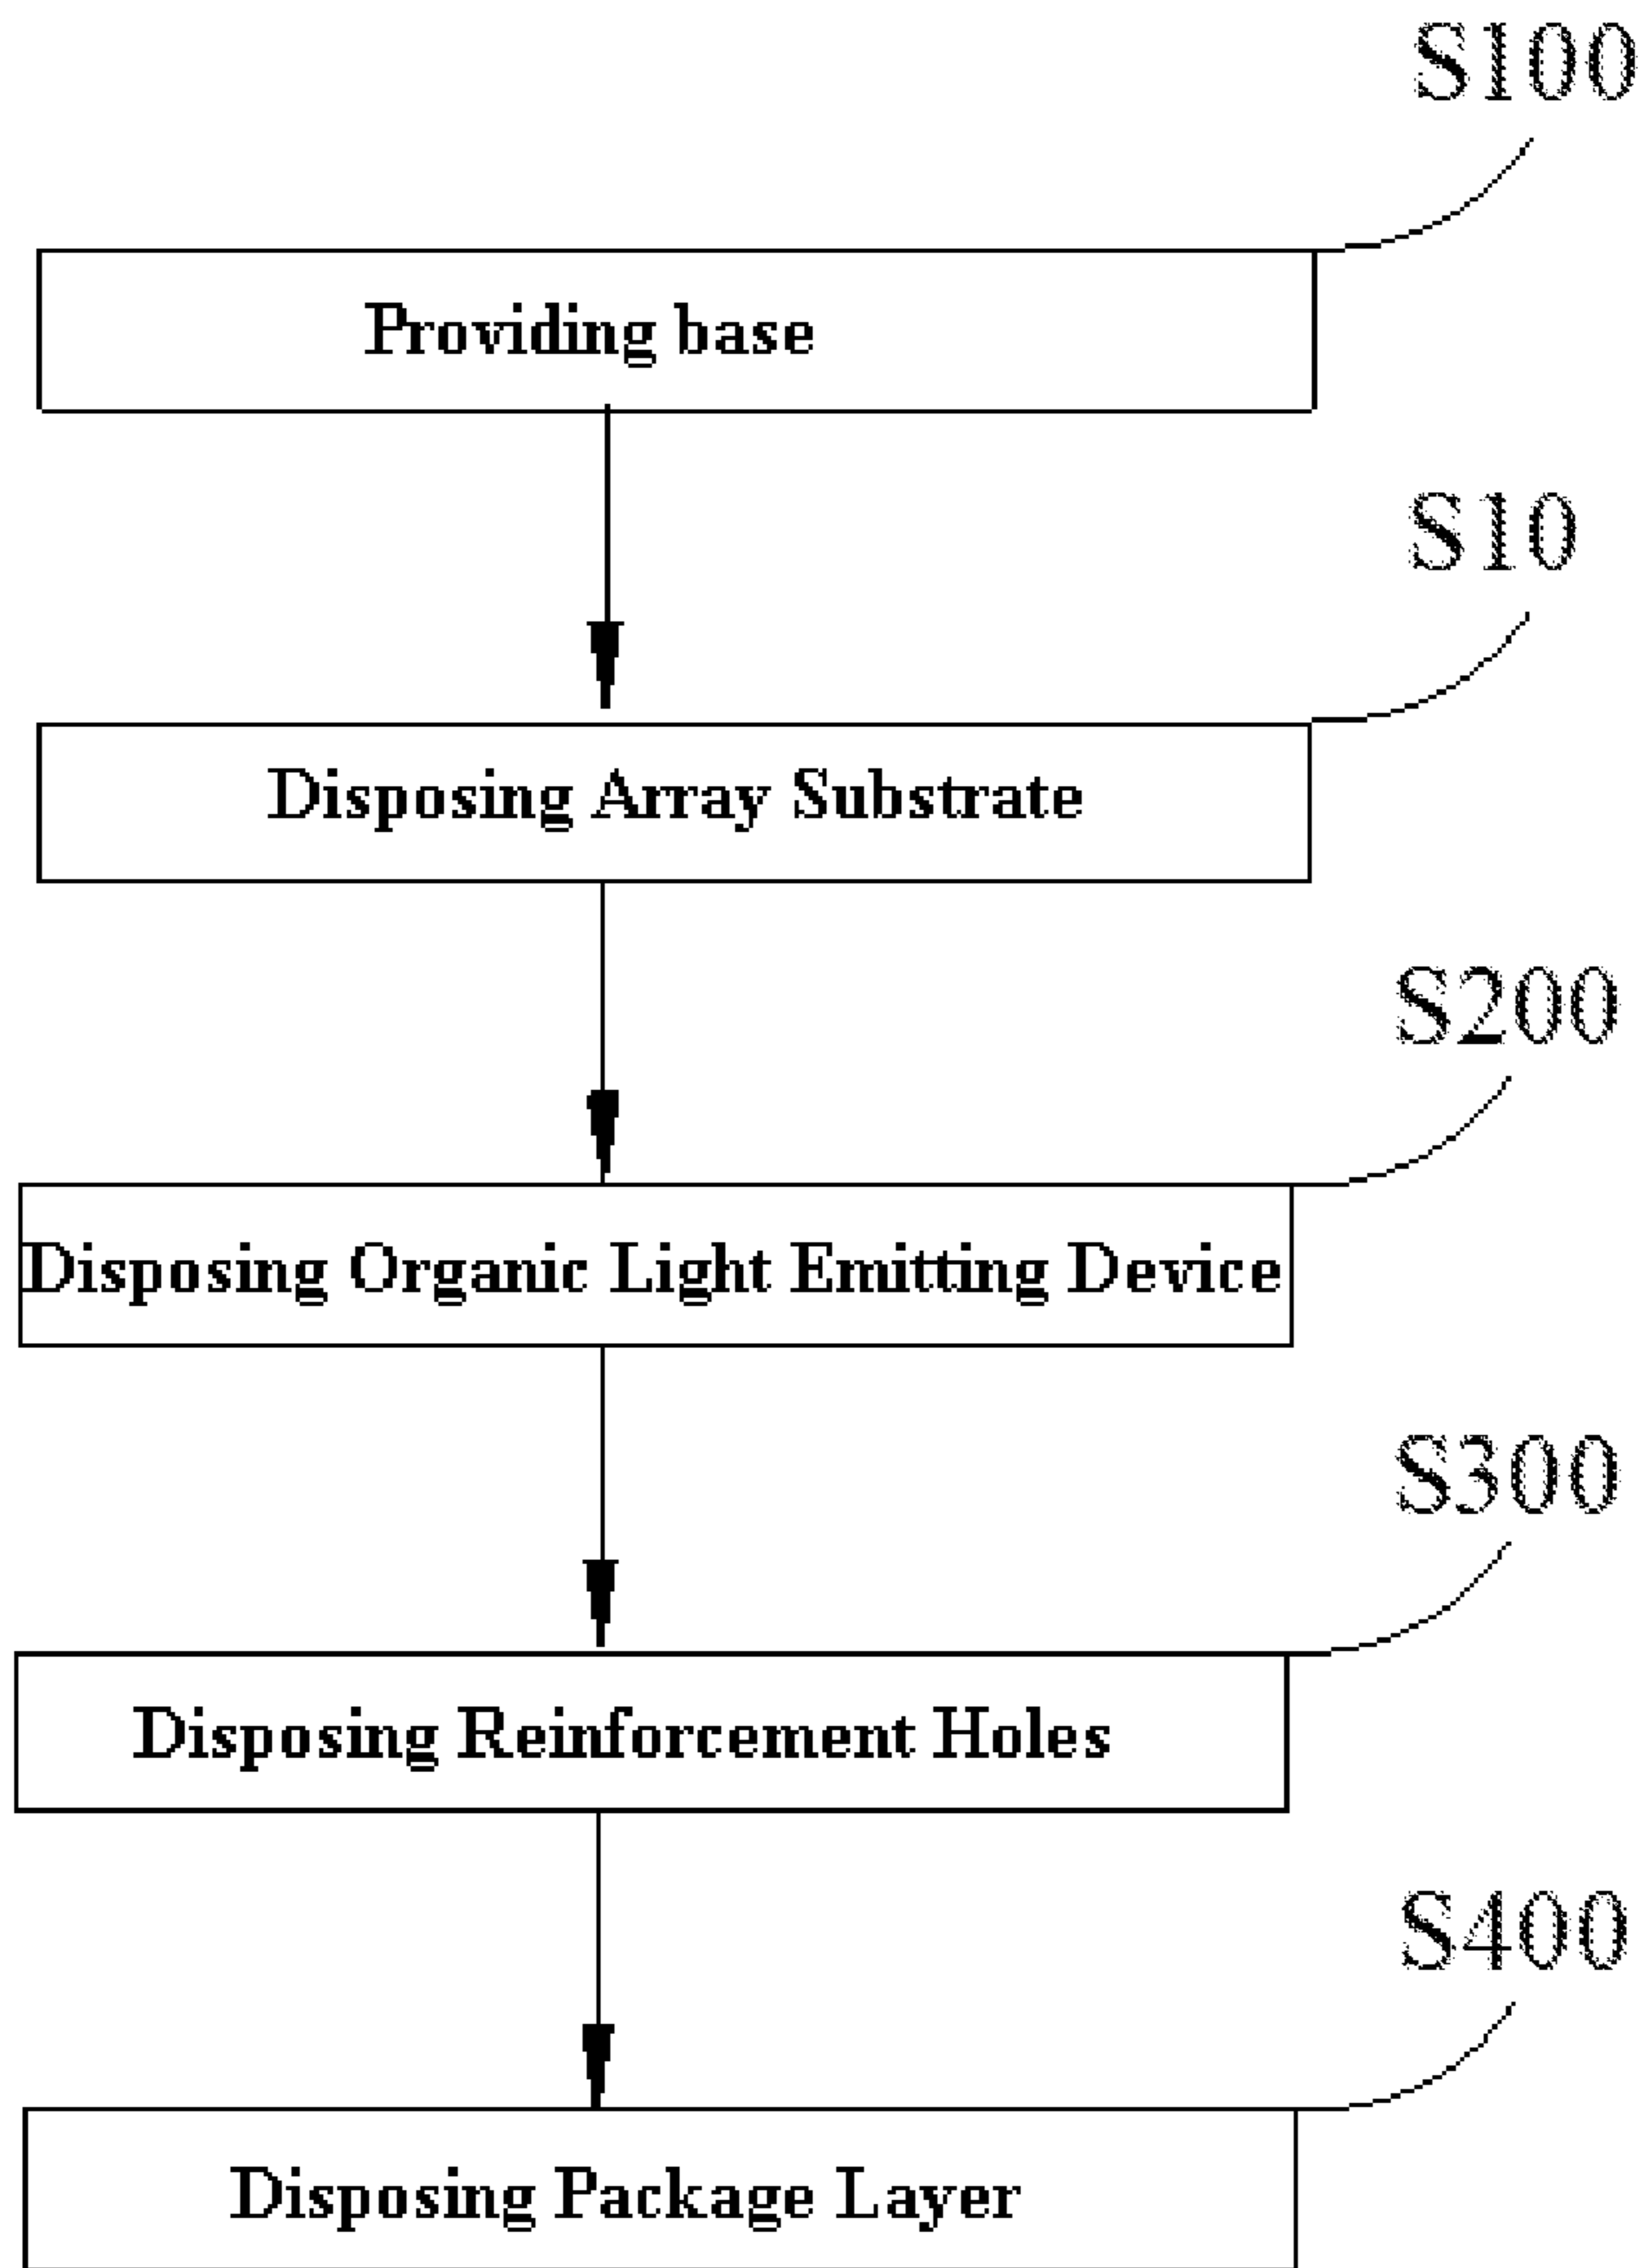 S100
Providing base
S10
Disposing Array Substrate
S200
Disposing Organic Light Emitting Device
S300
Disposing Reinforcement Holes
S400
Disposing Package Layer